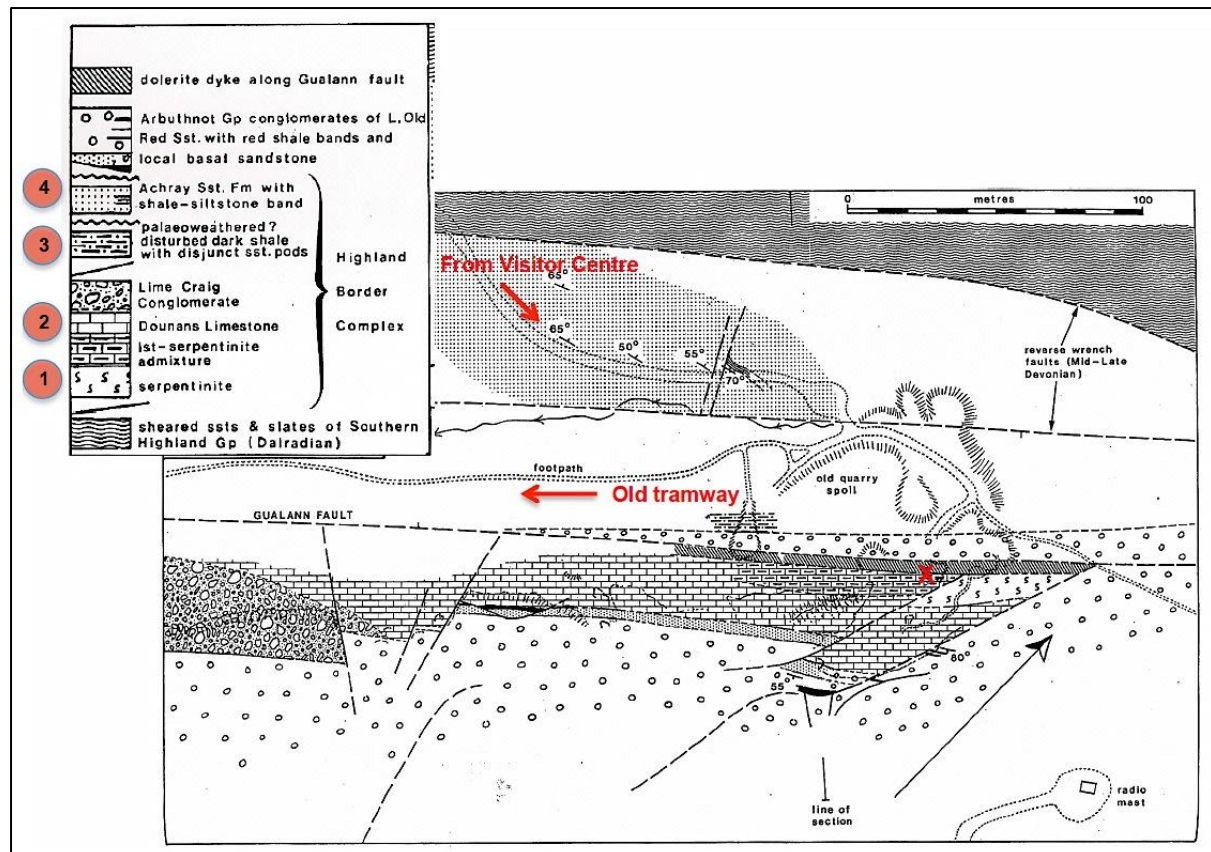 dolerite dyke along Gualann fault
Arbuthnot Gp conglomerates of L. Old
Red Sst. with red shale bands and
local basal sandstone
4
Achray Sst. Fm with
shale-siltstone band
palaeoweathered?
3
disturbed dark shale
with disjunct sst. pods
Highland
Lime Craig
Conglomerate
Border
2
Dounans Limestone
Complex
lst-serpentinite
admixture
1
serpentinite
sheared ssts & slates of Southern
Highland Gp (Dalradian)
0 metres 100
From Visitor Centre
65°
65°
50°
55°
70°
reverse wrench
faults (Mid-Late
Devonian)
footpath
Old tramway
old quarry
spoil
GUALANN FAULT
X
s s s s s s
80°
55°
line of
section
radio
mast